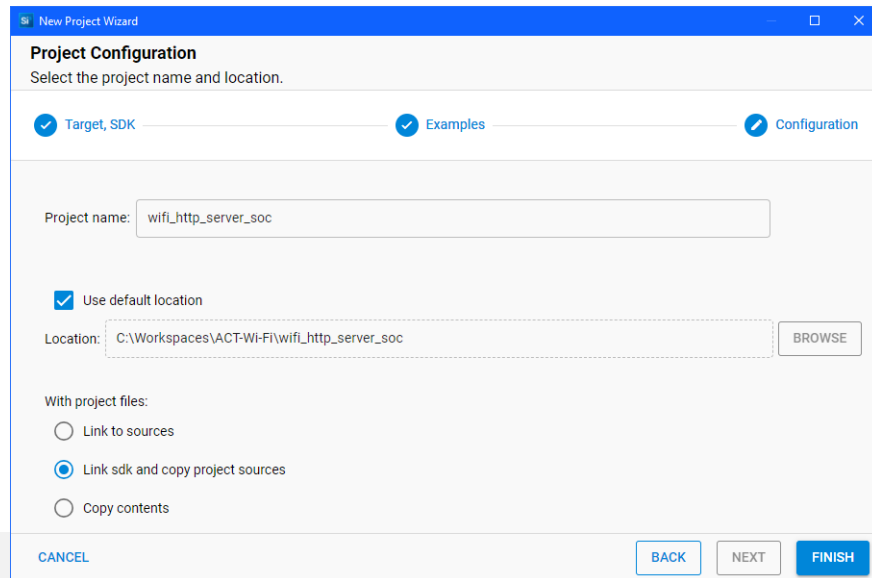 Si New Project Wizard
Project Configuration
Select the project name and location.
Target, SDK
Examples
Configuration
Project name: wifi_http_server_soc
Use default location
Location: C:\Workspaces\ACT-Wi-Fi\wifi_http_server_soc BROWSE
With project files:
Link to sources
Link sdk and copy project sources
Copy contents
CANCEL BACK NEXT FINISH